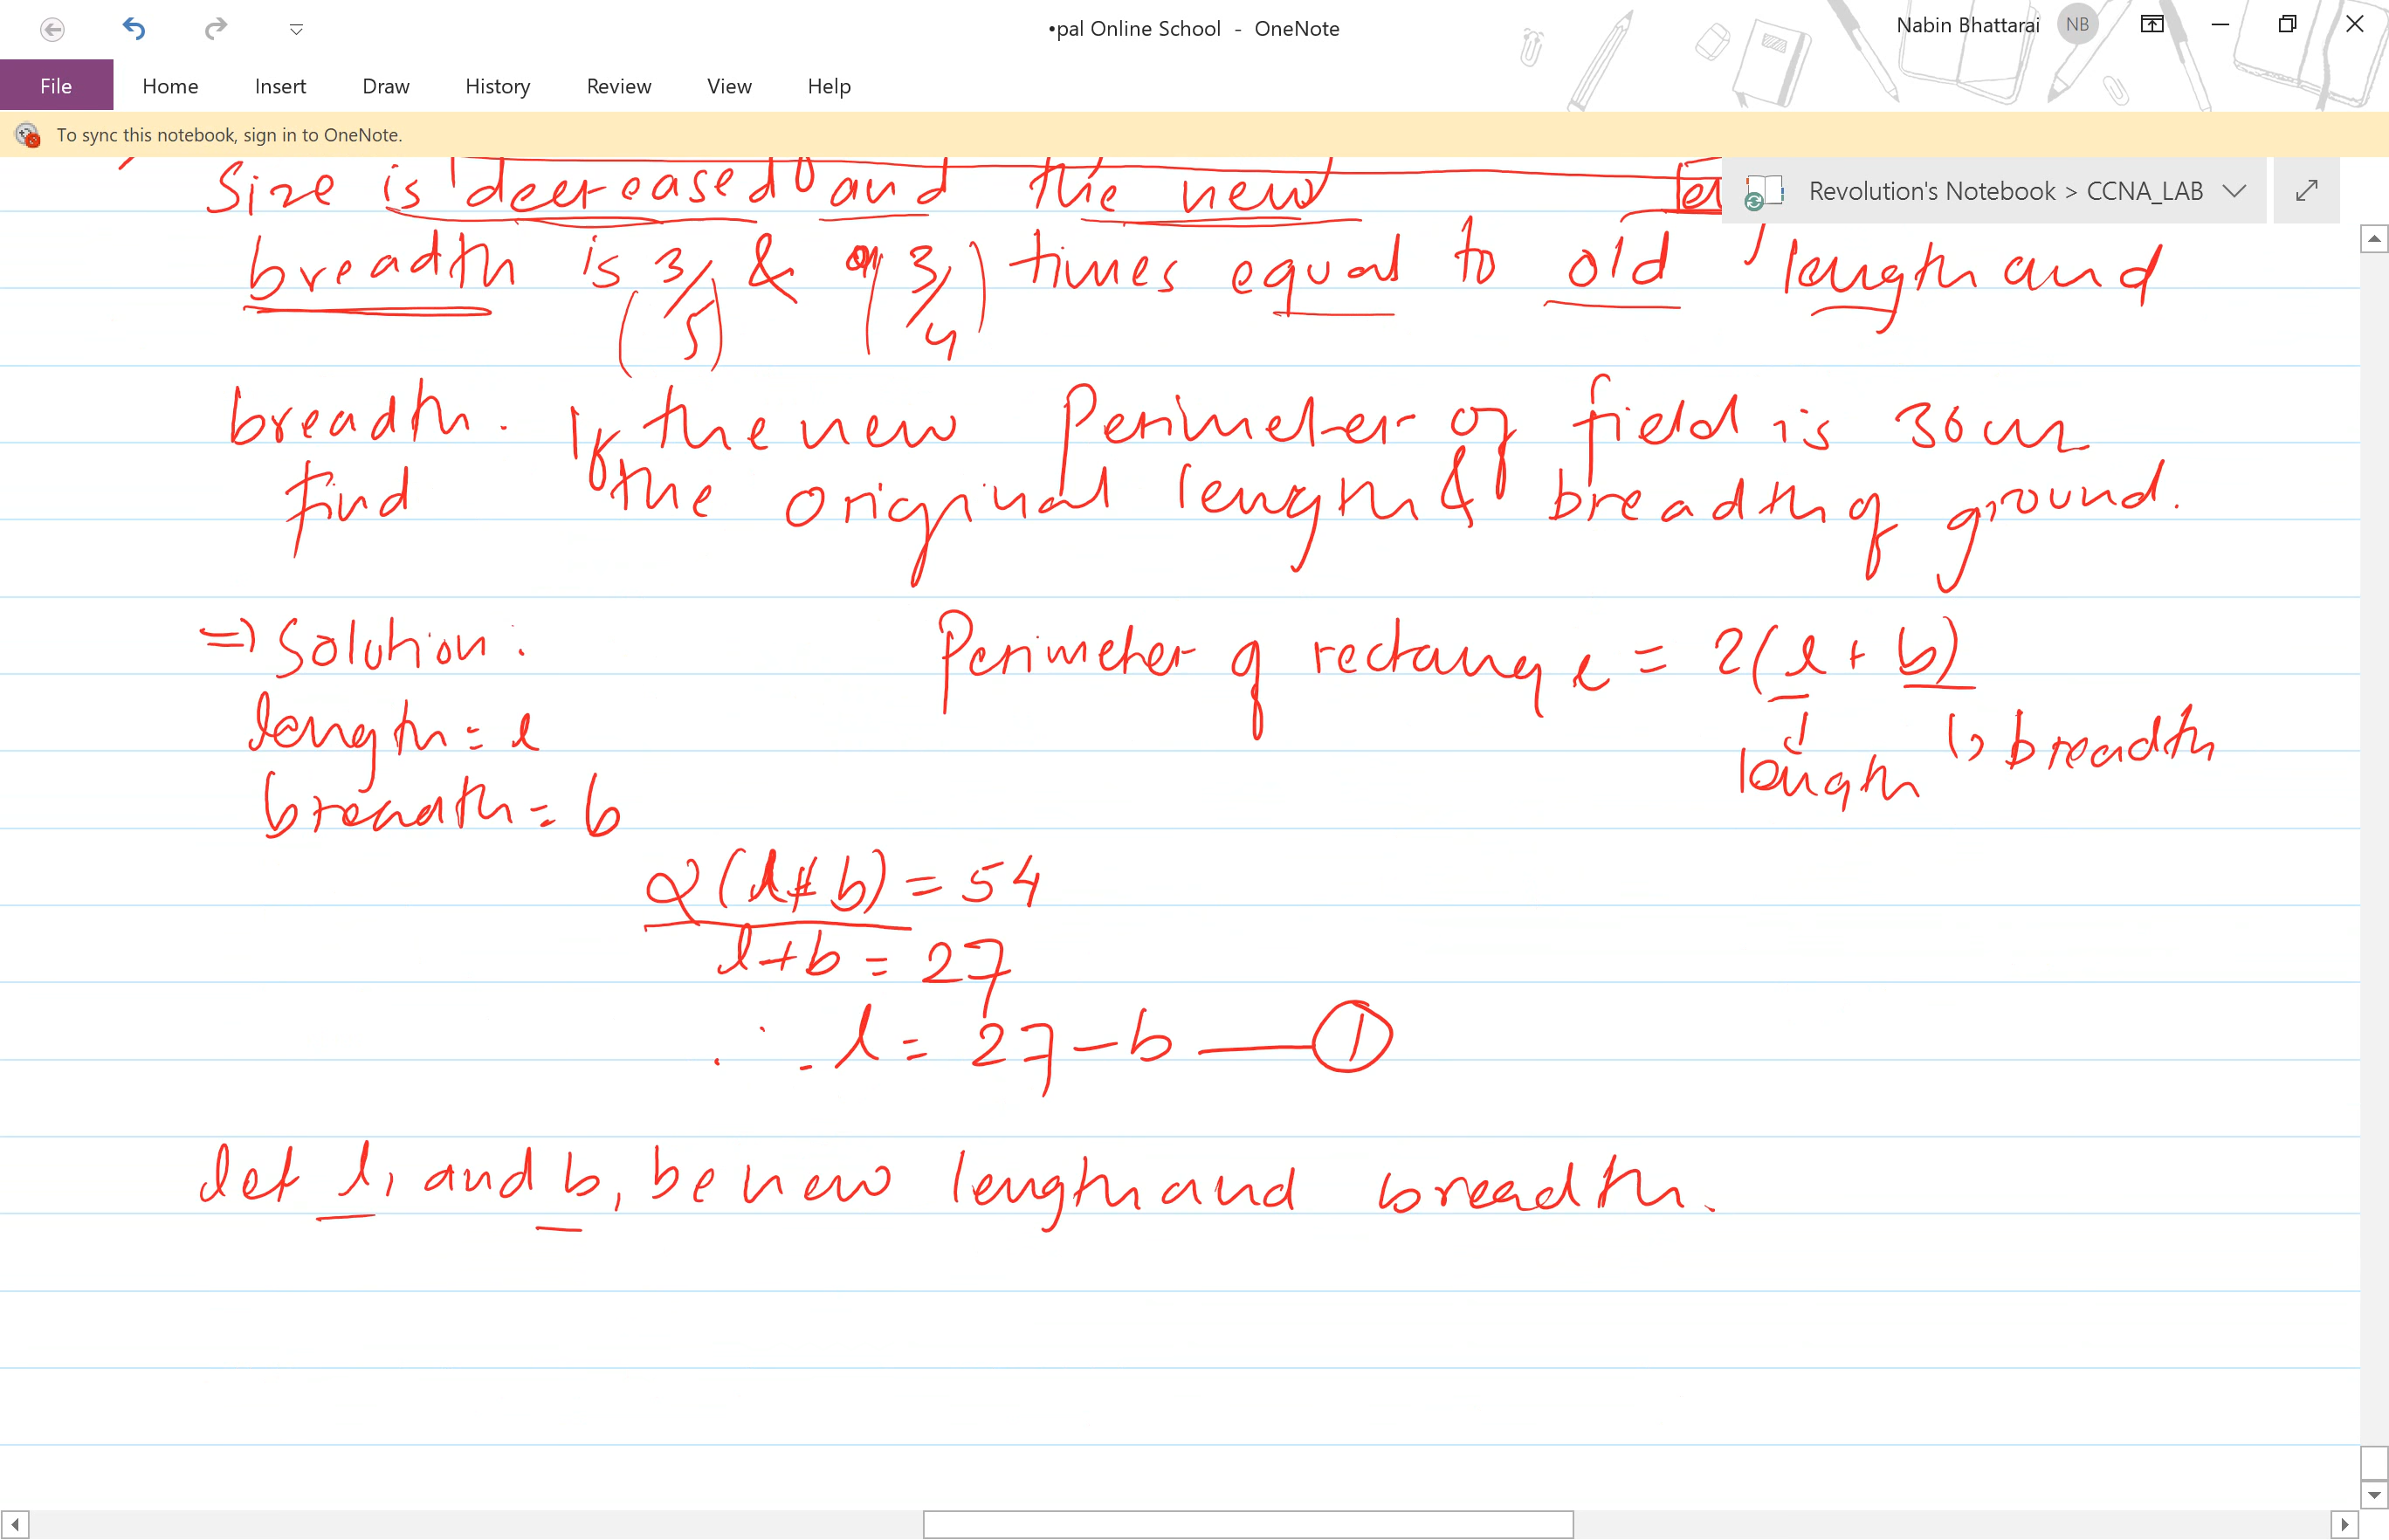 •pal Online School - OneNote
Nabin Bhattarai NB
File Home Insert Draw History Review View Help
To sync this notebook, sign in to OneNote.
Revolution's Notebook > CCNA_LAB
Size is decreased and the new
breadth is (3/5) & (3/4) times equal to old length and
breadth. If the new Perimeter of field is 36cm
find the original length & breadth of ground.
=> Solution:
Perimeter of rectangle = 2(l + b)
length = l
length
breadth
breadth = b
2(l+b) = 54
l+b = 27
∴ l = 27-b ——①
let l₁ and b₁ be new length and breadth.